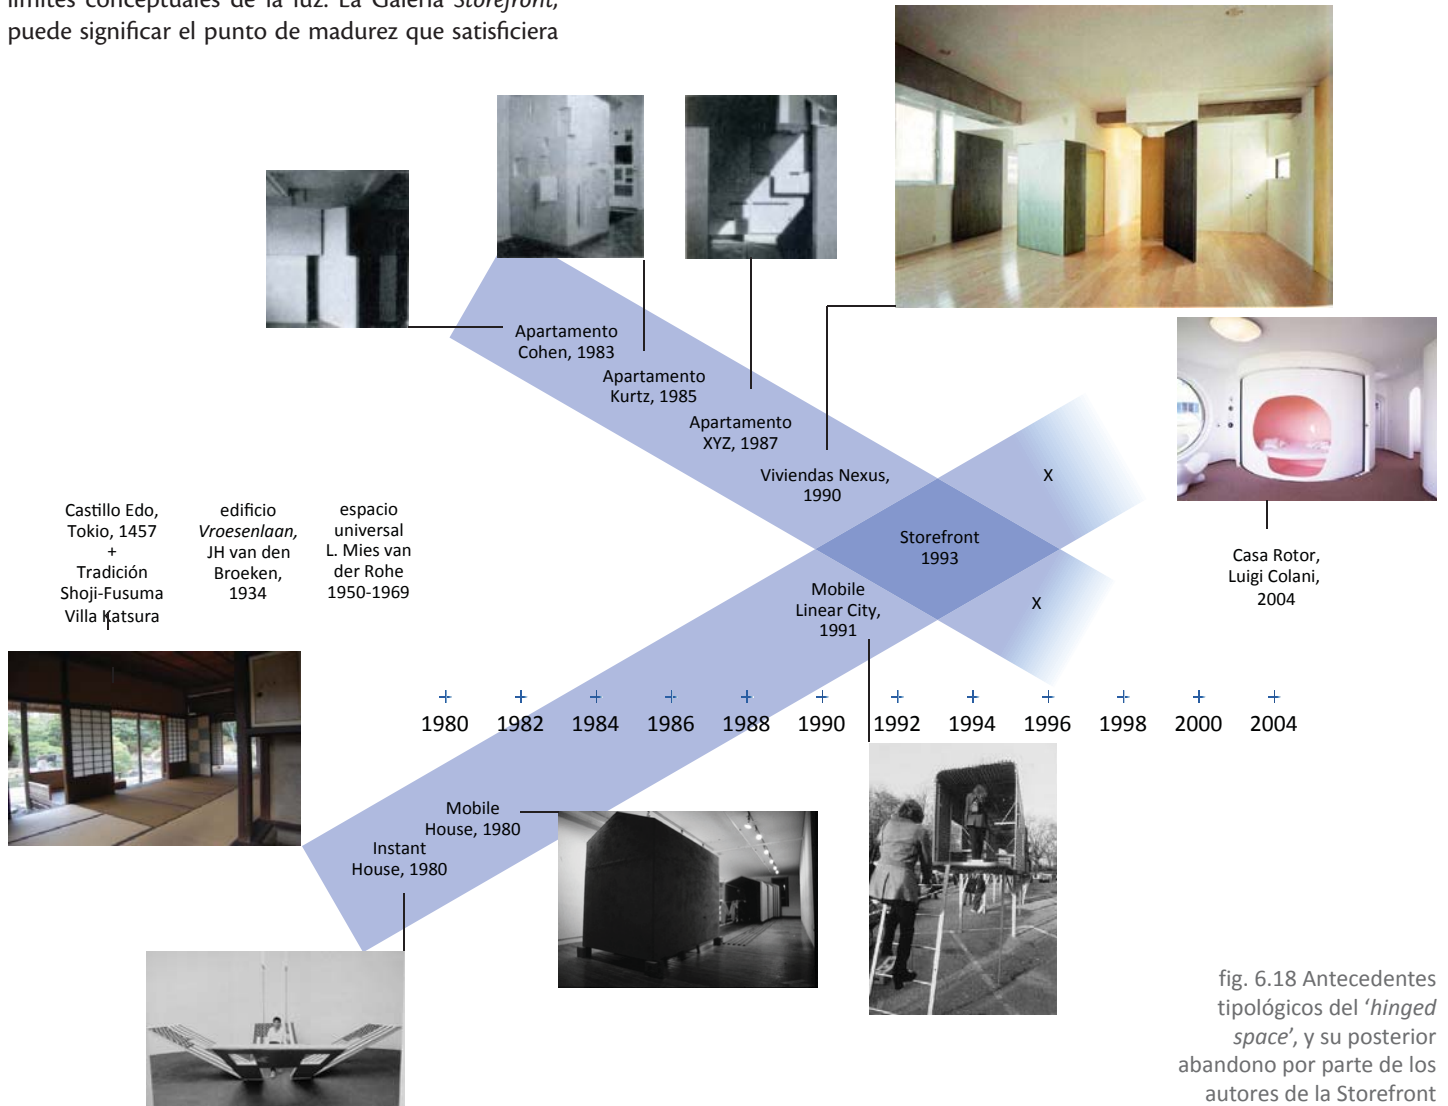 límites conceptuales de la luz. La Galería Storefront,
puede significar el punto de madurez que satisficiera
Apartamento
Cohen, 1983
Apartamento
Kurtz, 1985
Apartamento
XYZ, 1987
Viviendas Nexus,
1990
X
Castillo Edo,
Tokio, 1457
+
Tradición
Shoji-Fusuma
Villa Katsura
edificio
Vroesenlaan,
JH van den
Broeken,
1934
espacio
universal
L. Mies van
der Rohe
1950-1969
Storefront
1993
Casa Rotor,
Luigi Colani,
2004
Mobile
Linear City,
1991
X
1980 1982 1984 1986 1988 1990 1992 1994 1996 1998 2000 2004
Mobile
House, 1980
Instant
House, 1980
fig. 6.18 Antecedentes
tipológicos del ‘hinged
space’, y su posterior
abandono por parte de los
autores de la Storefront